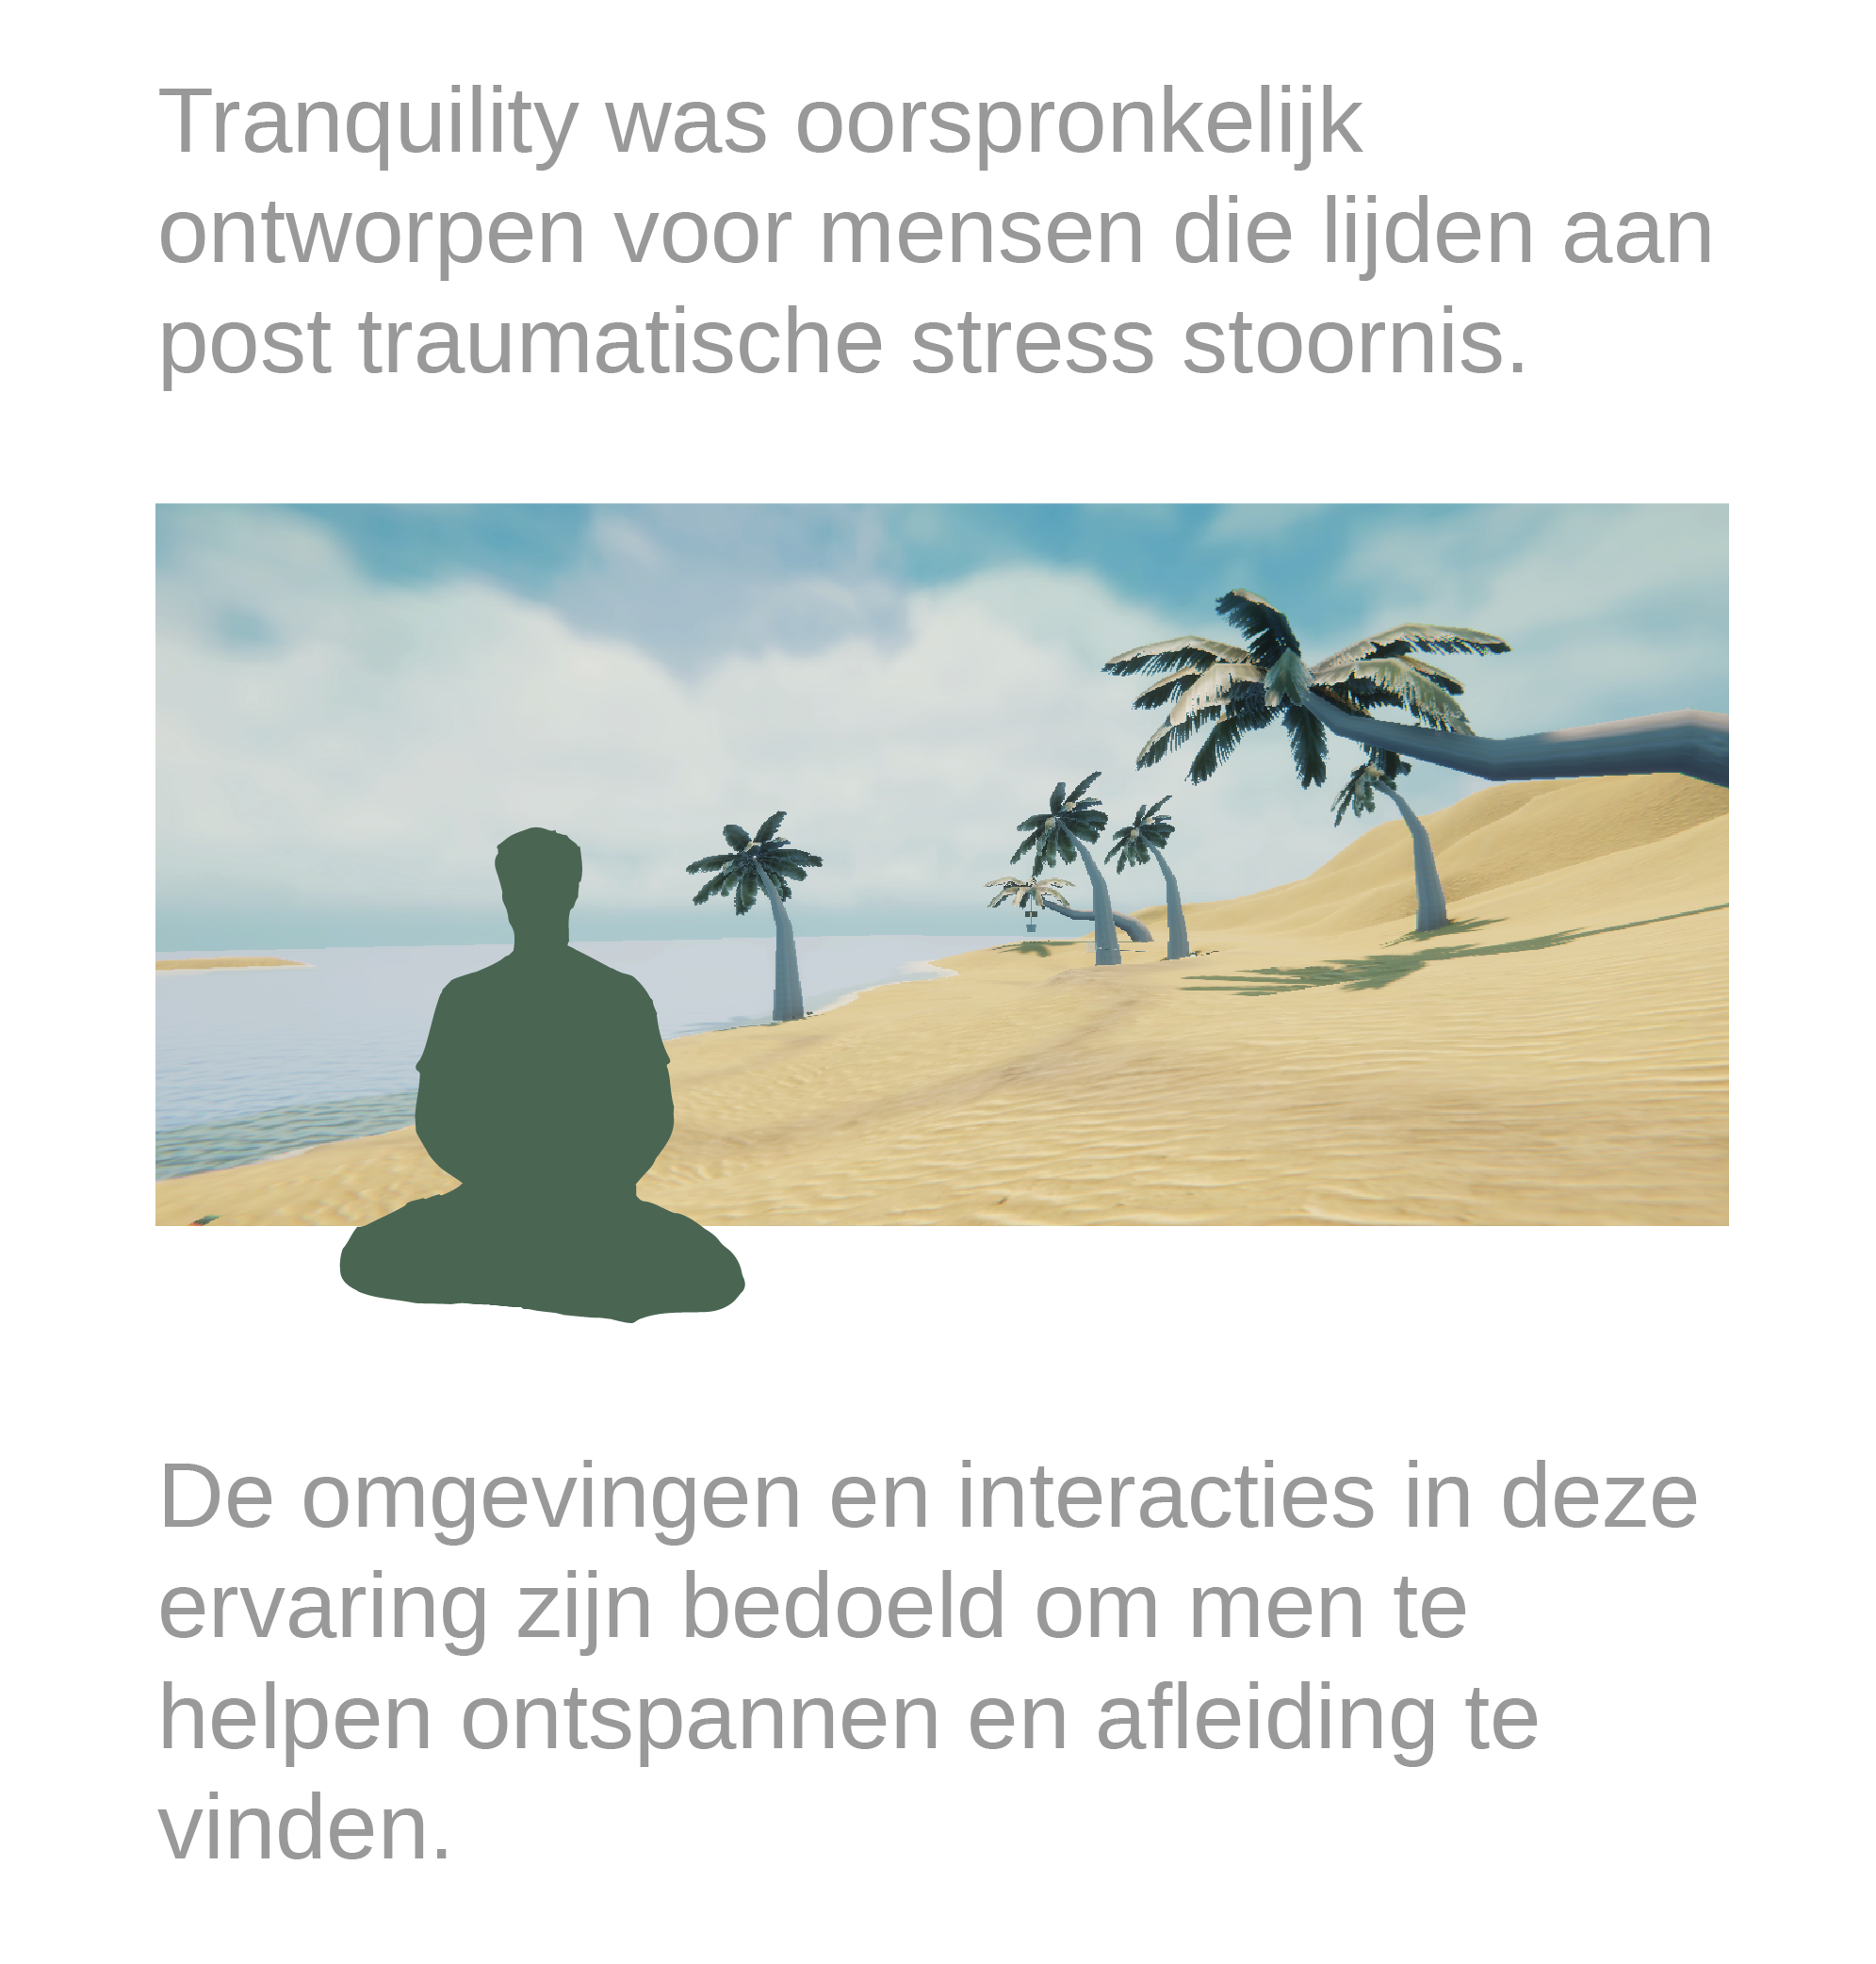 Tranquility was oorspronkelijk
ontworpen voor mensen die lijden aan
post traumatische stress stoornis.
De omgevingen en interacties in deze
ervaring zijn bedoeld om men te
helpen ontspannen en afleiding te
vinden.